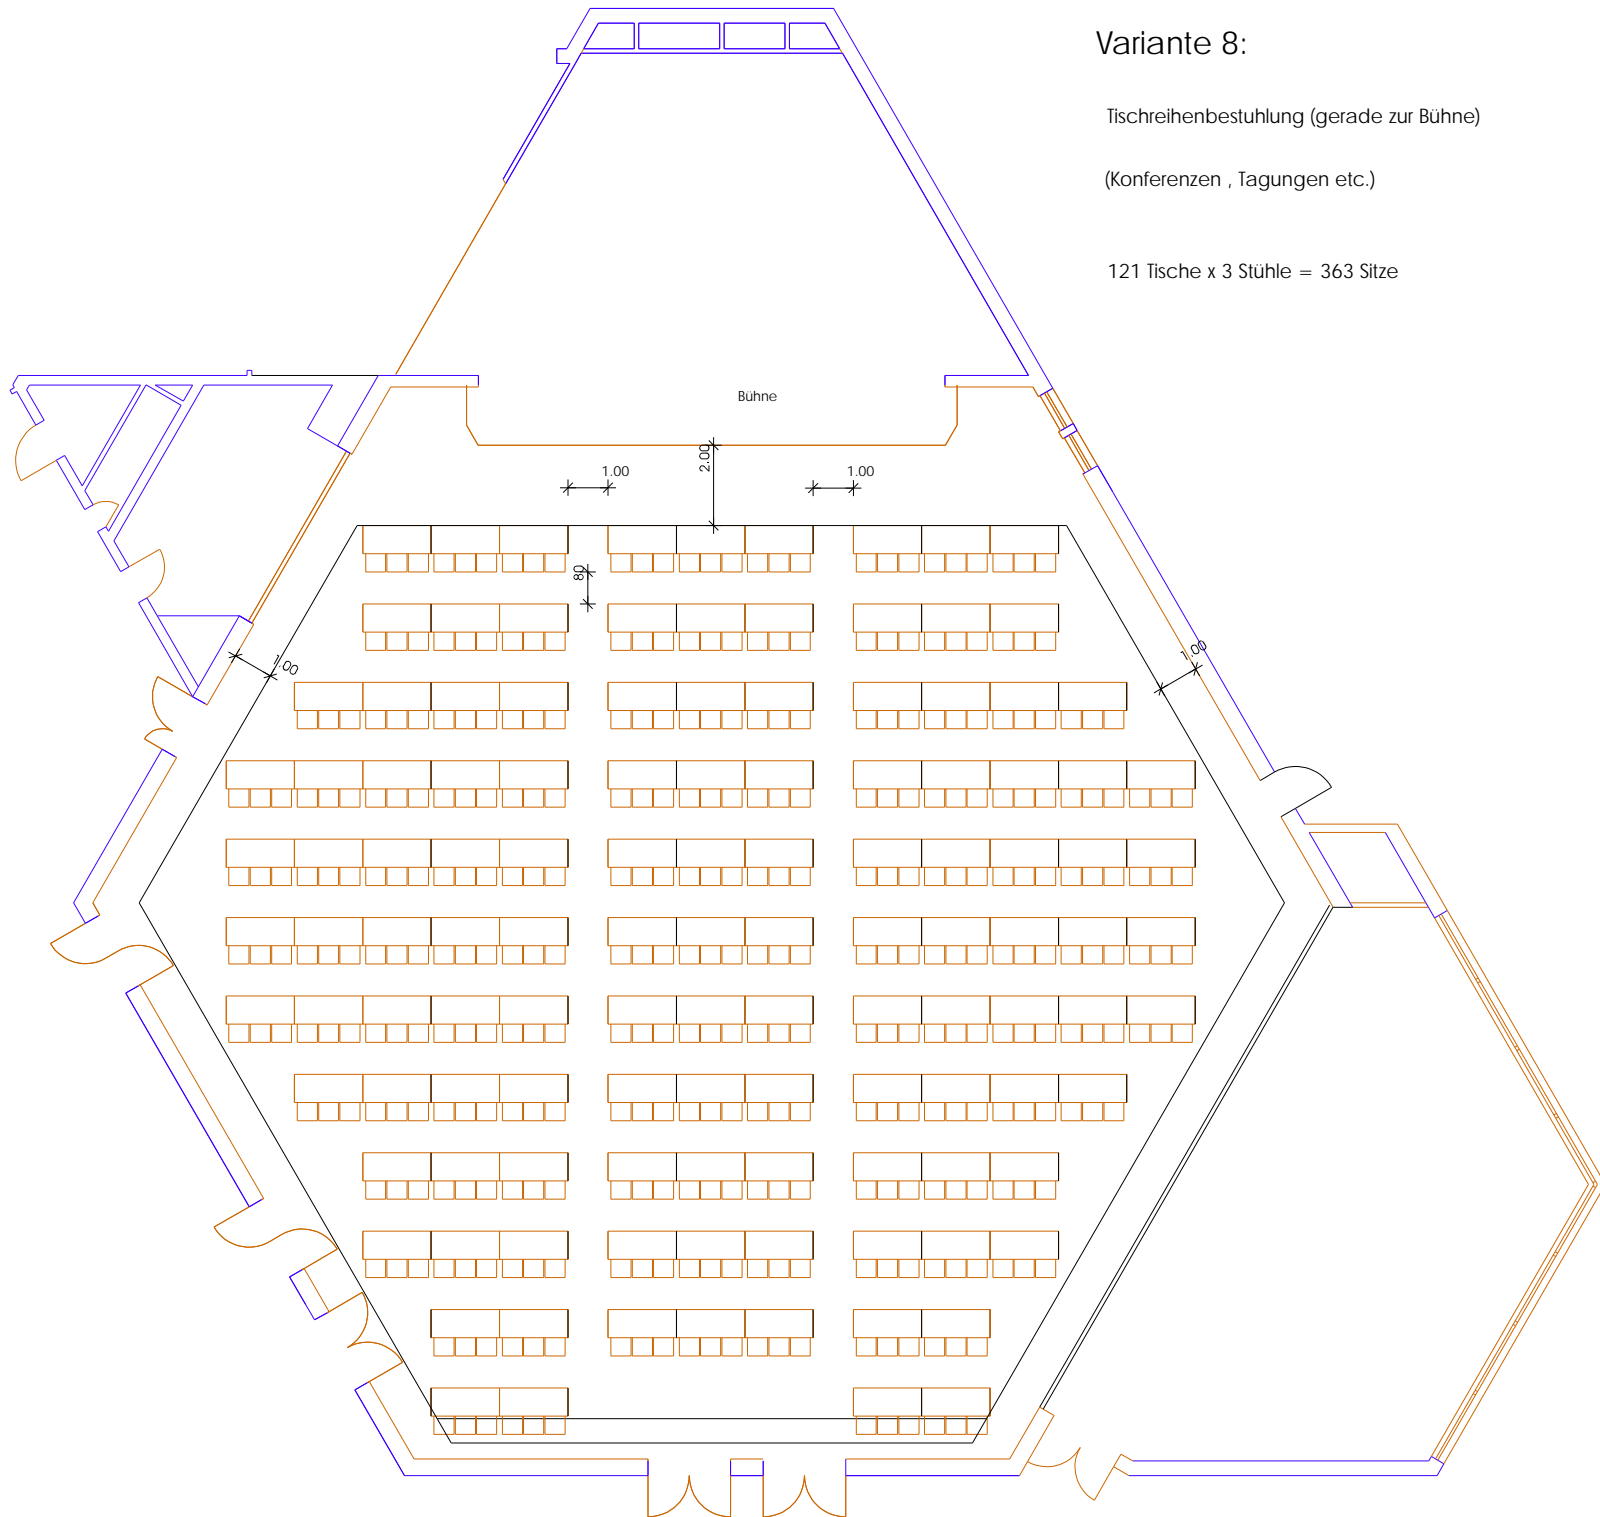 Variante 8:
Tischreihenbestuhlung (gerade zur Bühne)
(Konferenzen , Tagungen etc.)
121 Tische x 3 Stühle = 363 Sitze
Bühne
2.00
1.00
1.00
80
1.00
1.00